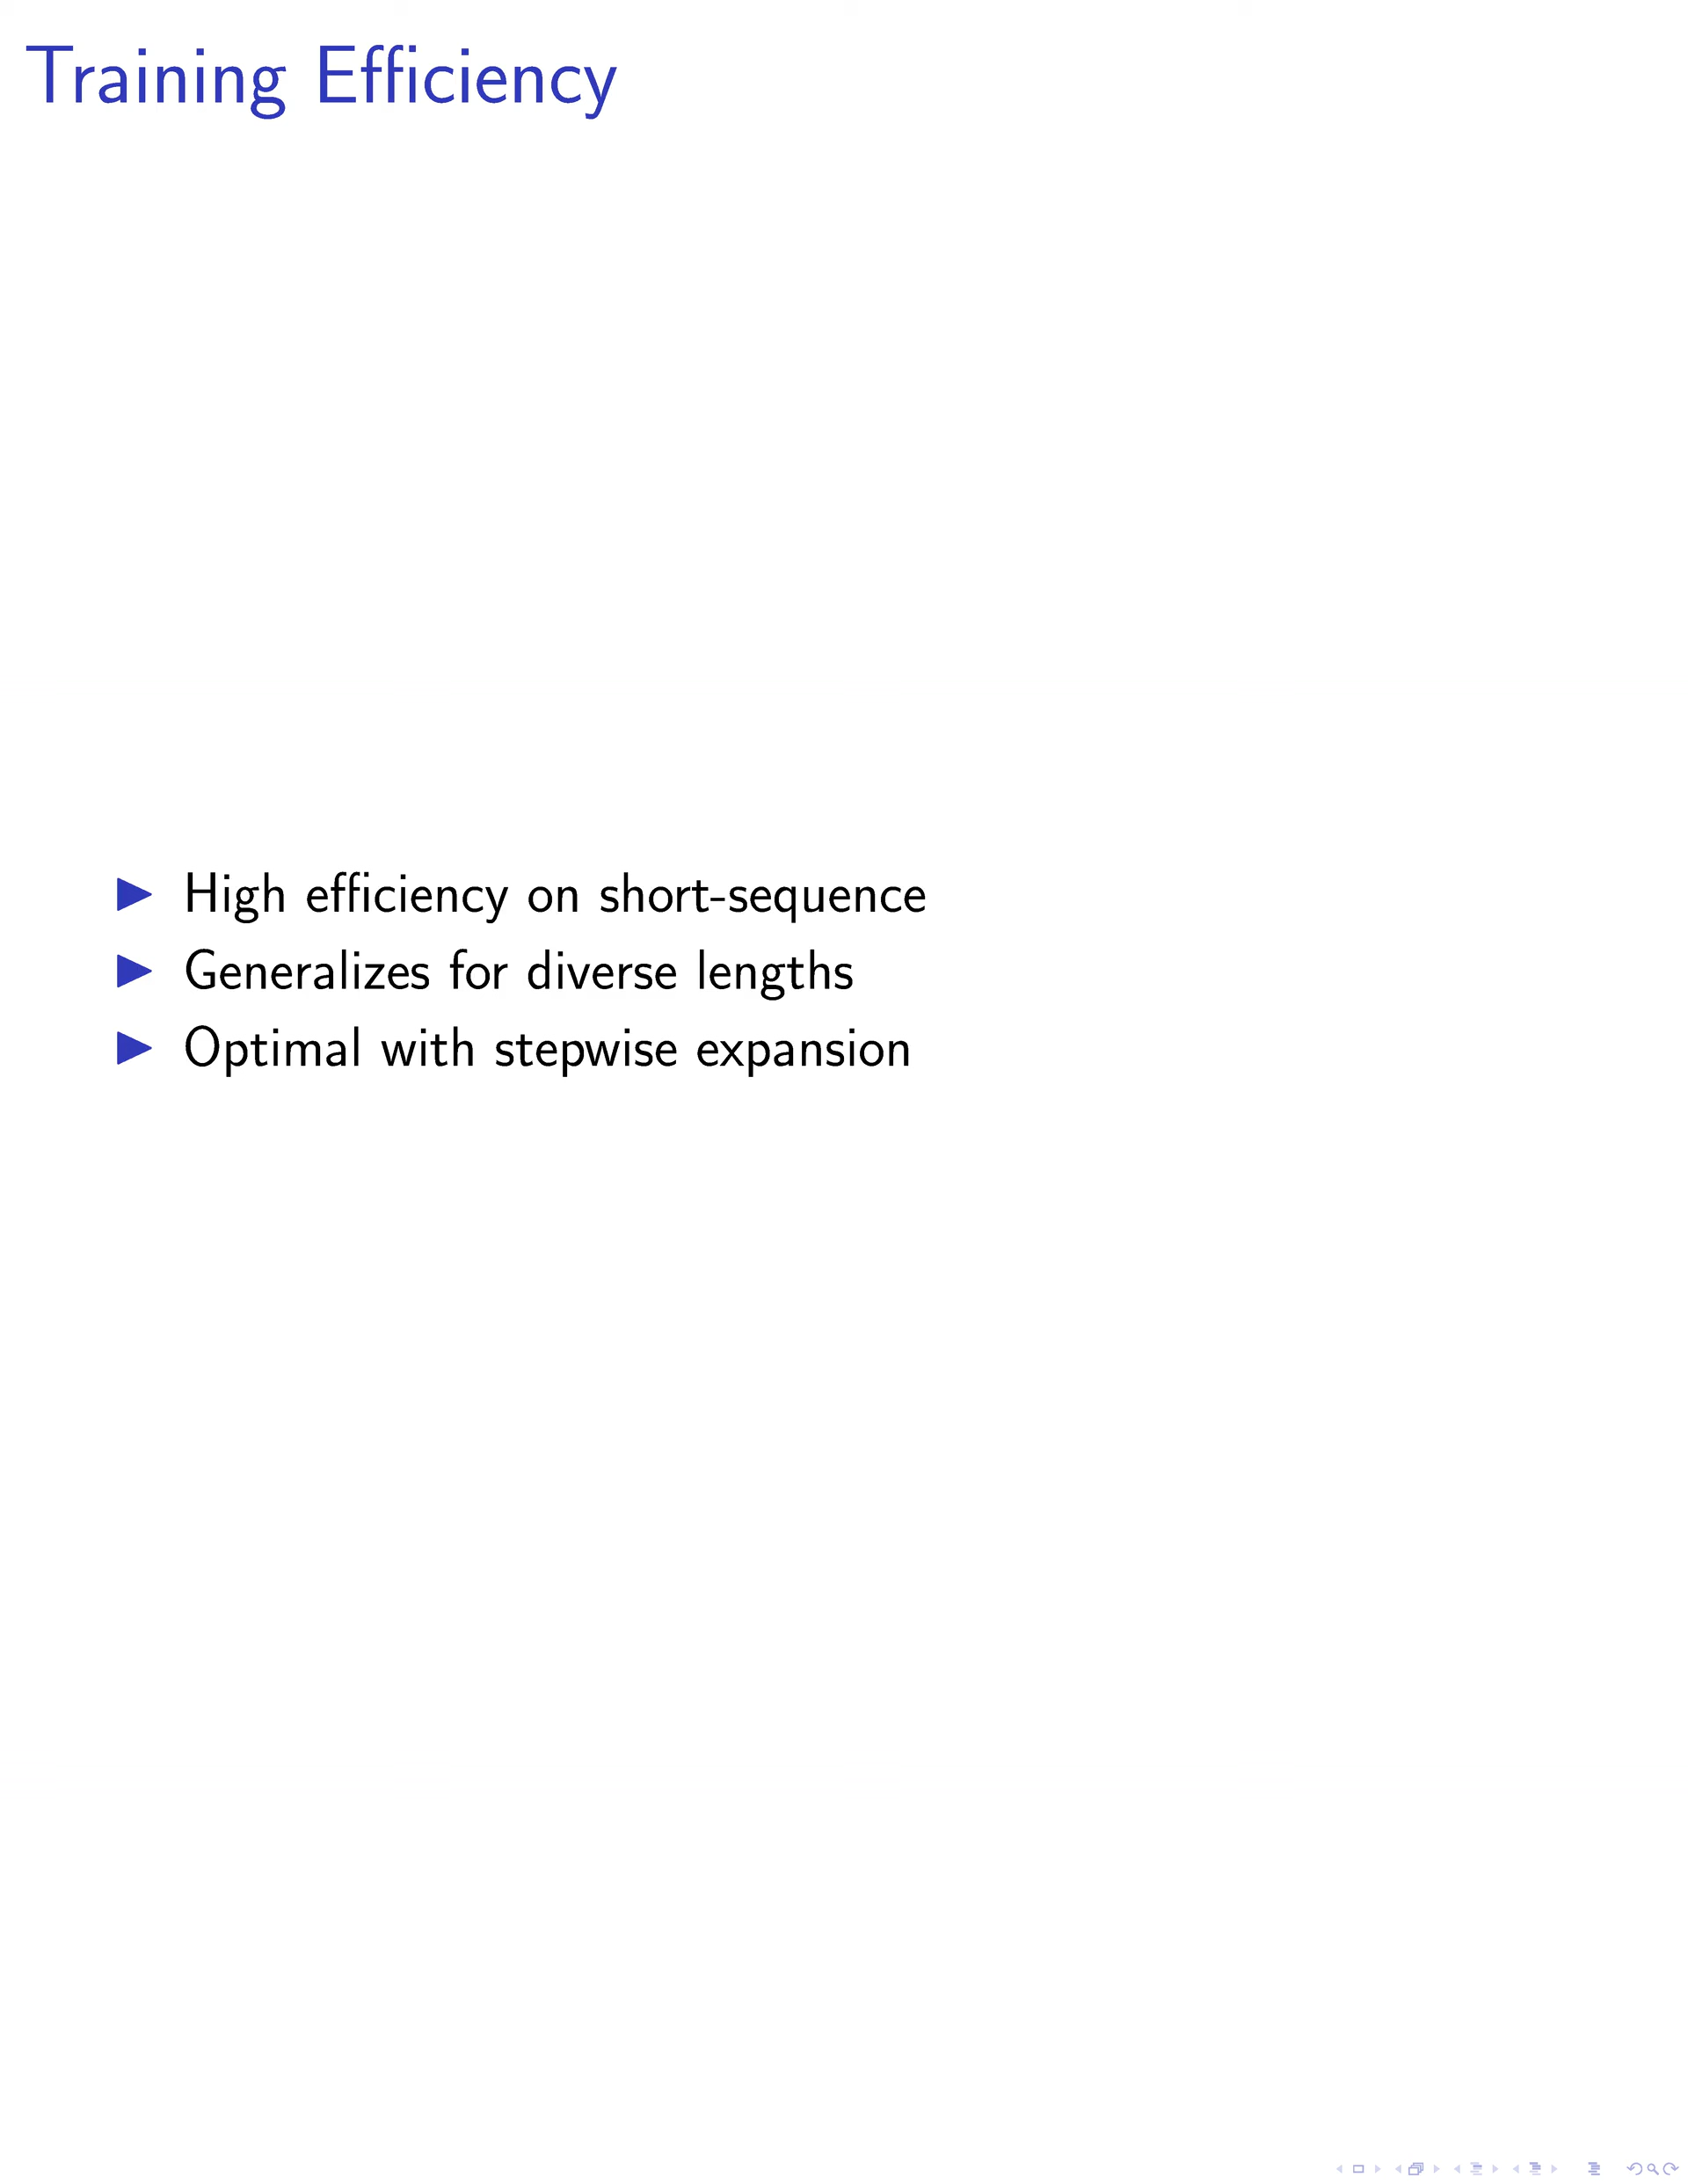 Training Efficiency
High efficiency on short-sequence
Generalizes for diverse lengths
Optimal with stepwise expansion